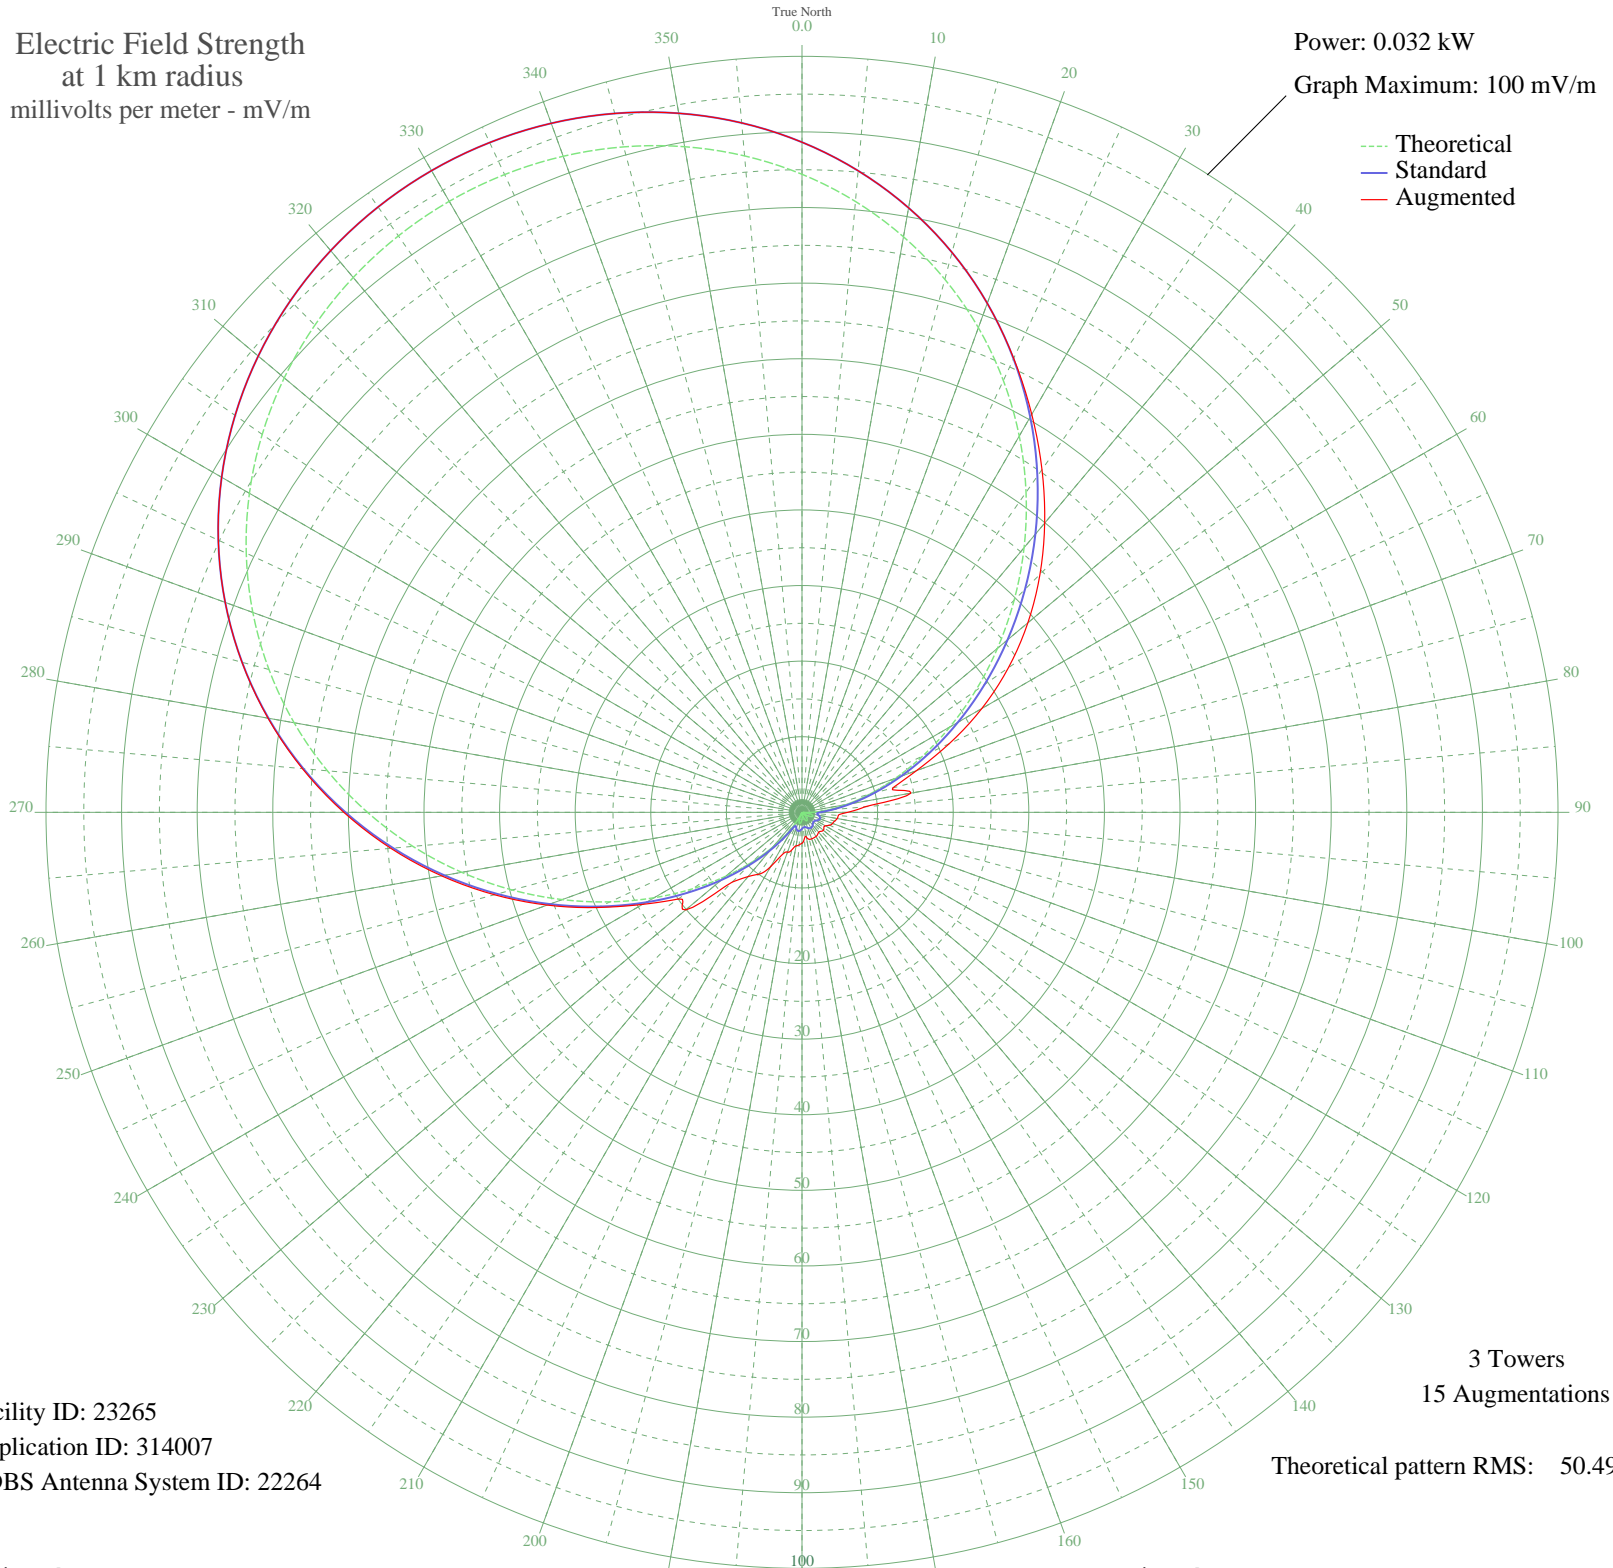 True North
0.0
Electric Field Strength
at 1 km radius
millivolts per meter - mV/m
Power: 0.032 kW
Graph Maximum: 100 mV/m
Theoretical
Standard
Augmented
10
20
30
40
50
60
70
80
90
100
110
120
130
140
150
160
200
210
220
230
240
250
260
270
280
290
300
310
320
330
340
350
20
30
40
50
60
70
80
90
100
3 Towers
15 Augmentations
Theoretical pattern RMS: 50.49
cility ID: 23265
plication ID: 314007
DBS Antenna System ID: 22264